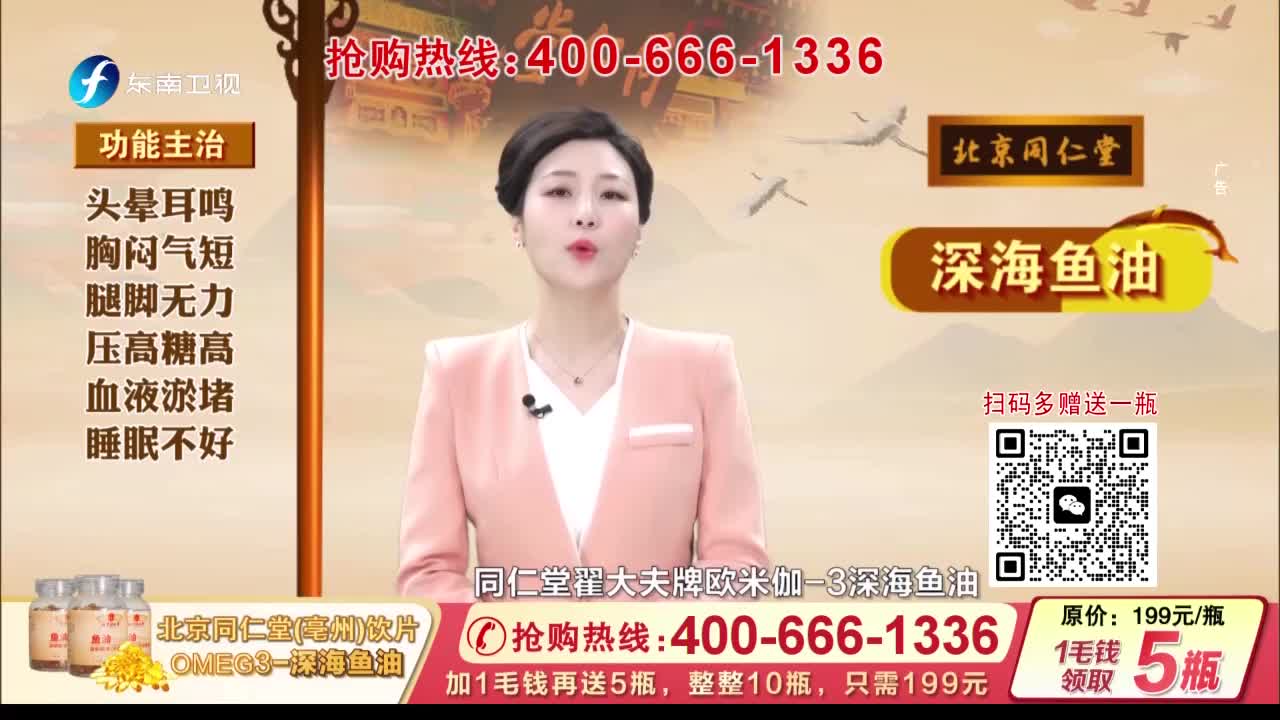 抢购热线:400-666-1336
东南卫视
功能主治
头晕耳鸣
胸闷气短
腿脚无力
压高糖高
血液淤堵
睡眠不好
北京同仁堂
广告
深海鱼油
扫码多赠送一瓶
同仁堂翟大夫牌欧米伽-3深海鱼油
北京同仁堂(亳州)饮片
OMEG3-深海鱼油
抢购热线:400-666-1336
加1毛钱再送5瓶，整整10瓶，只需199元
原价：199元/瓶
1毛钱
领取
5瓶
鱼油